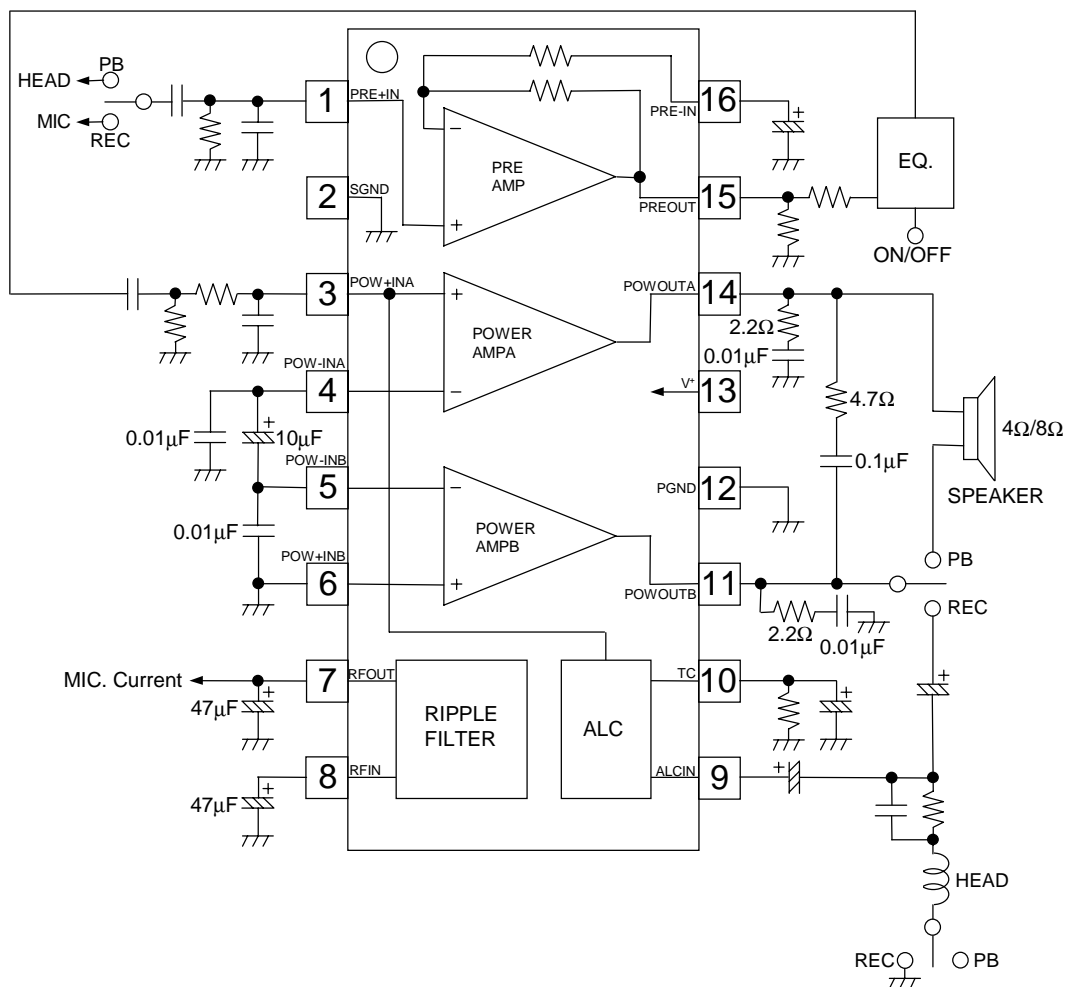 HEAD
PB
MIC
REC
1
PRE+IN
2
SGND
PRE
AMP
16
PRE-IN
15
PREOUT
EQ.
ON/OFF
3
POW+INA
4
POW-INA
POWER
AMPA
14
POWOUTA
13
V+
2.2Ω
0.01µF
4.7Ω
0.1µF
4Ω/8Ω
SPEAKER
0.01µF
10µF
5
POW-INB
0.01µF
6
POW+INB
POWER
AMPB
12
PGND
11
POWOUTB
PB
REC
2.2Ω
0.01µF
MIC. Current
7
RFOUT
47µF
RIPPLE
FILTER
8
RFIN
47µF
ALC
10
TC
9
ALCIN
+
+
+
+
+
+
+
+
−
+
+
−
−
+
HEAD
REC
PB